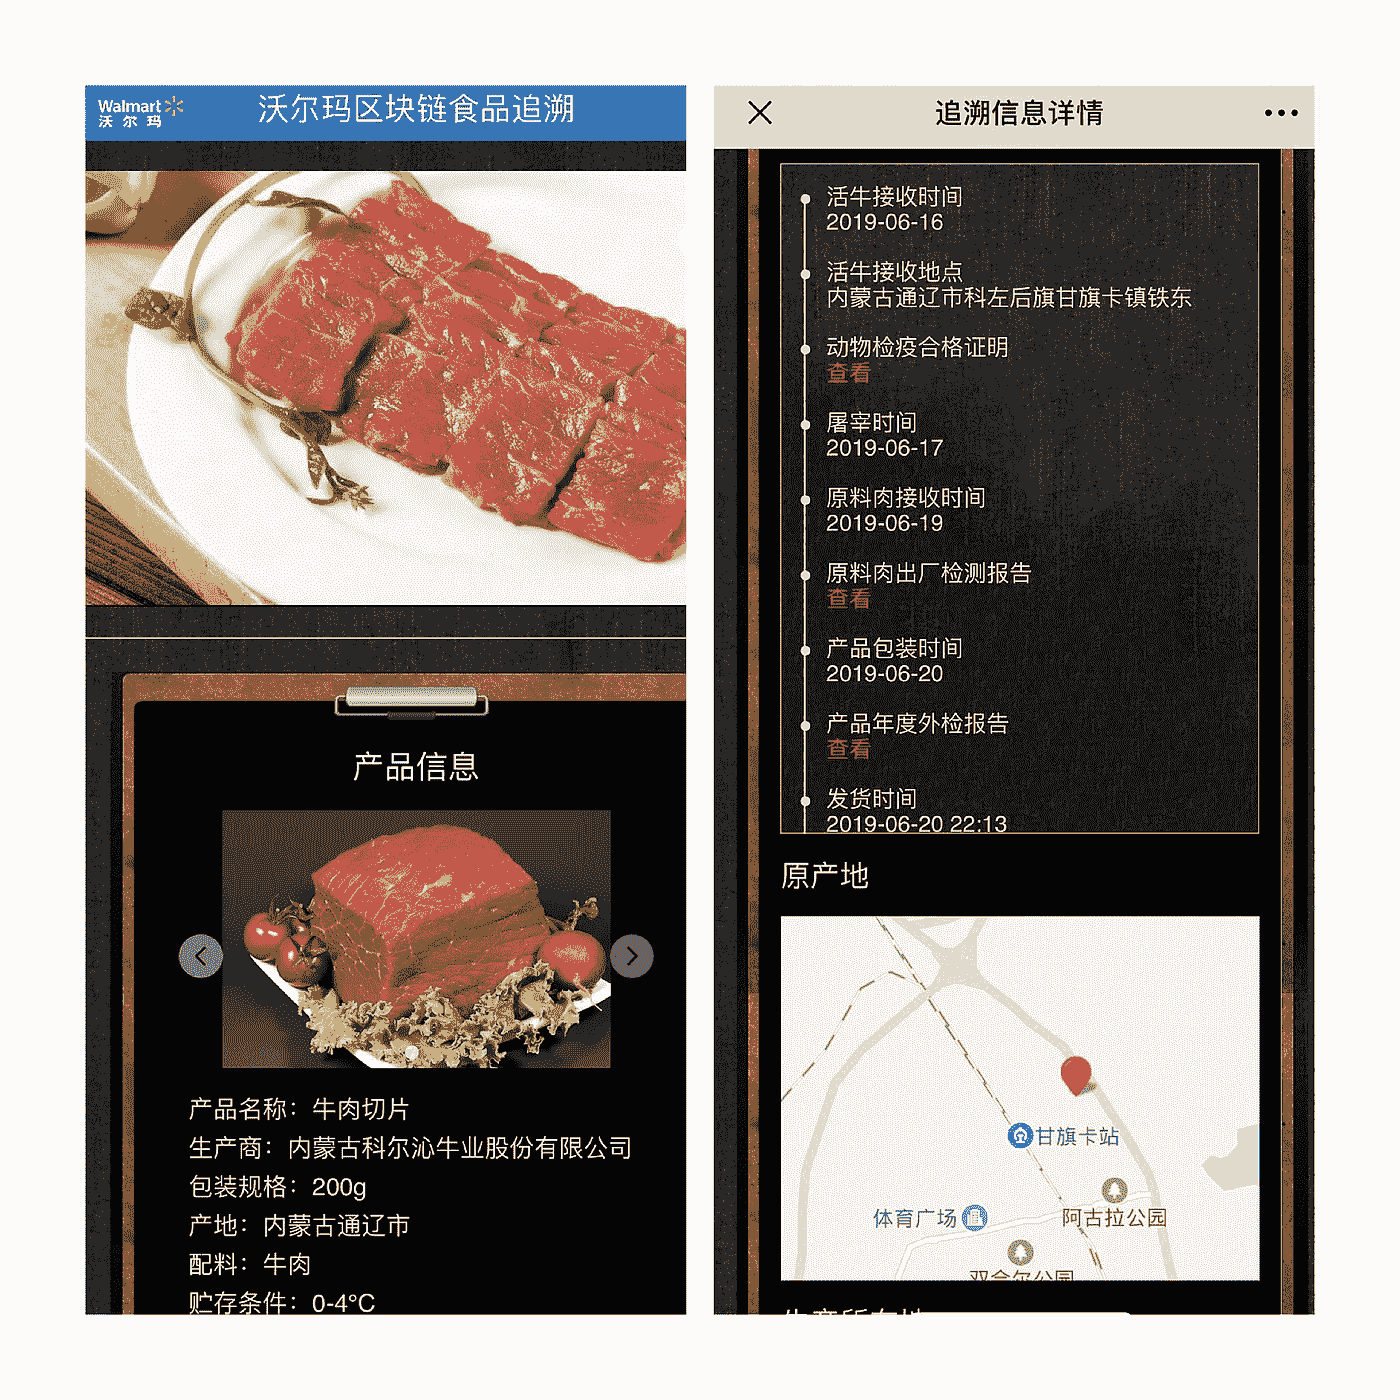 Walmart
沃尔玛
沃尔玛区块链食品追溯
产品信息
产品名称：牛肉切片
生产商：内蒙古科尔沁牛业股份有限公司
包装规格：200g
产地：内蒙古通辽市
配料：牛肉
贮存条件：0-4°C
追溯信息详情
活牛接收时间
2019-06-16
活牛接收地点
内蒙古通辽市科左后旗甘旗卡镇铁东
动物检疫合格证明
查看
屠宰时间
2019-06-17
原料肉接收时间
2019-06-19
原料肉出厂检测报告
查看
产品包装时间
2019-06-20
产品年度外检报告
查看
发货时间
2019-06-20 22:13
原产地
甘旗卡站
体育广场
阿古拉公园
双合尔公园